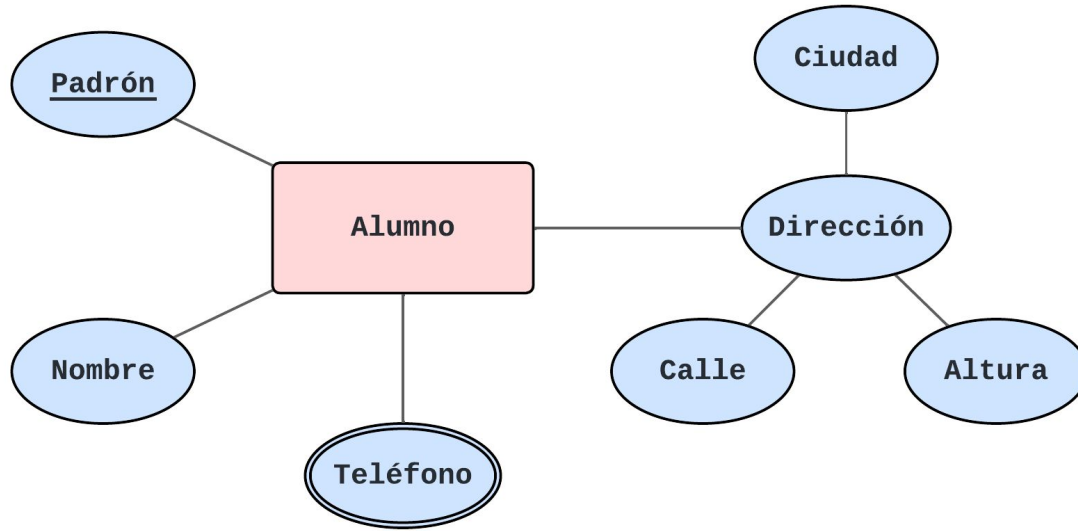 Padrón
Ciudad
Alumno
Dirección
Nombre
Calle
Altura
Teléfono